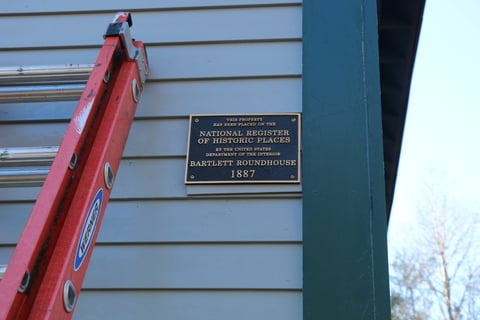 THIS PROPERTY
HAS BEEN PLACED ON THE
NATIONAL REGISTER
OF HISTORIC PLACES
BY THE UNITED STATES
DEPARTMENT OF THE INTERIOR
BARTLETT ROUNDHOUSE
1887
WERNER